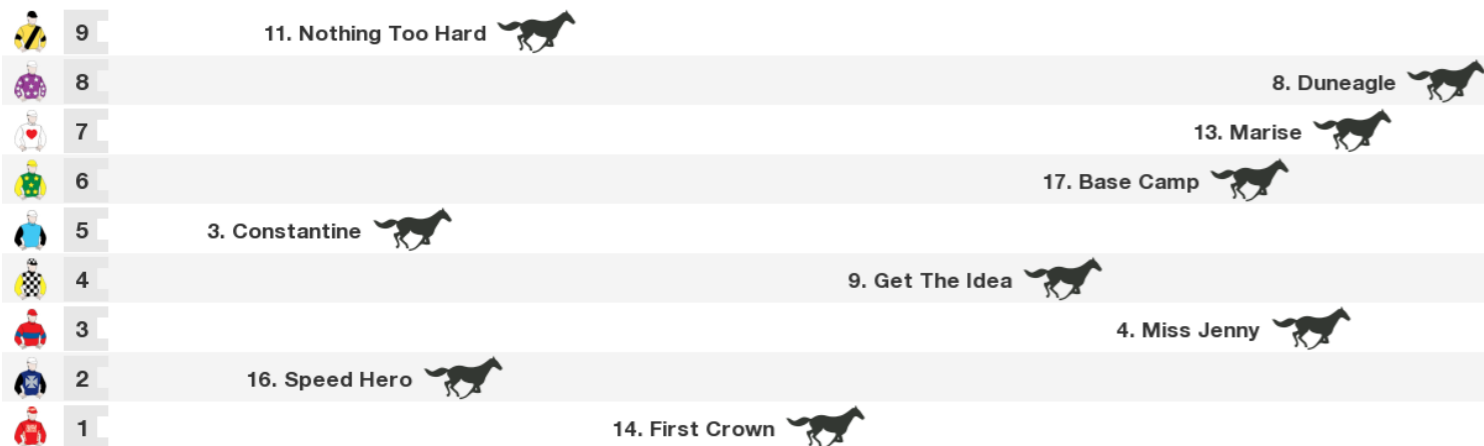 9 11. Nothing Too Hard
8 8. Duneagle
7 13. Marise
6 17. Base Camp
5 3. Constantine
4 9. Get The Idea
3 4. Miss Jenny
2 16. Speed Hero
1 14. First Crown